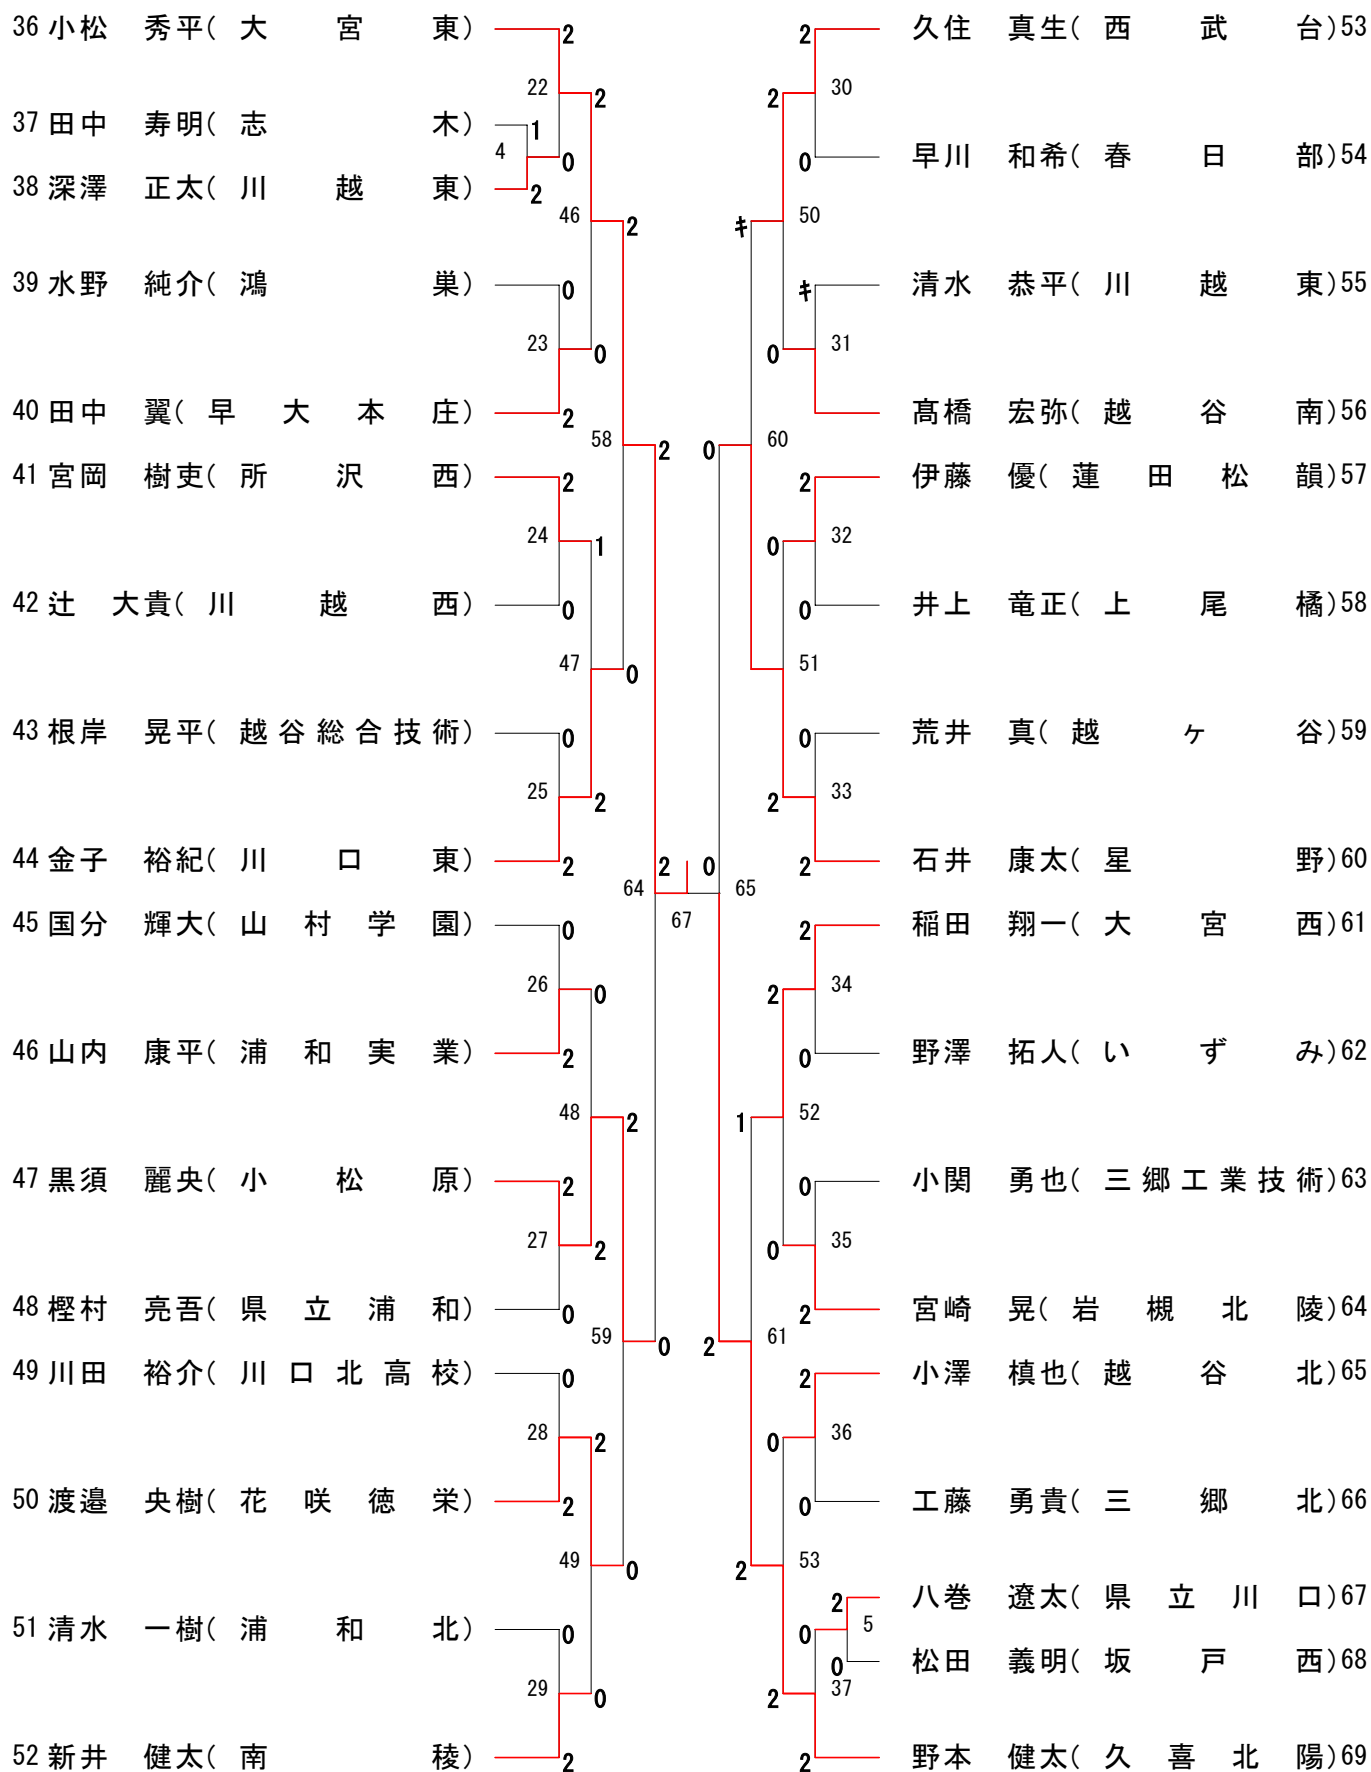 36 小松 秀平( 大 宮 東 )
37 田中 寿明( 志 木 )
38 深澤 正太( 川 越 東 )
39 水野 純介( 鴻 巣 )
40 田中 翼( 早 大 本 庄 )
41 宮岡 樹吏( 所 沢 西 )
42 辻 大貴( 川 越 西 )
43 根岸 晃平( 越 谷 総 合 技 術 )
44 金子 裕紀( 川 口 東 )
45 国分 輝大( 山 村 学 園 )
46 山内 康平( 浦 和 実 業 )
47 黒須 麗央( 小 松 原 )
48 樫村 亮吾( 県 立 浦 和 )
49 川田 裕介( 川 口 北 高 校 )
50 渡邉 央樹( 花 咲 徳 栄 )
51 清水 一樹( 浦 和 北 )
52 新井 健太( 南 稜 )
2
22
2
1
4
0
2
46
2
0
23
0
2
58
2
2
24
1
0
47
0
0
25
2
2
64
2
0
26
0
2
48
2
2
27
2
0
59
0
0
28
2
2
49
0
0
29
0
2
67
2
30
2
0
50
キ
キ
31
0
60
0
2
32
0
0
51
0
33
2
2
0
65
2
34
2
0
52
1
0
35
0
2
61
2
2
36
0
0
53
2
2
5
0
0
37
2
2
久住 真生( 西 武 台 )53
早川 和希( 春 日 部 )54
清水 恭平( 川 越 東 )55
髙橋 宏弥( 越 谷 南 )56
伊藤 優( 蓮 田 松 韻 )57
井上 竜正( 上 尾 橘 )58
荒井 真( 越 ヶ 谷 )59
石井 康太( 星 野 )60
稲田 翔一( 大 宮 西 )61
野澤 拓人( い ず み )62
小関 勇也( 三 郷 工 業 技 術 )63
宮崎 晃( 岩 槻 北 陵 )64
小澤 槙也( 越 谷 北 )65
工藤 勇貴( 三 郷 北 )66
八巻 遼太( 県 立 川 口 )67
松田 義明( 坂 戸 西 )68
野本 健太( 久 喜 北 陽 )69